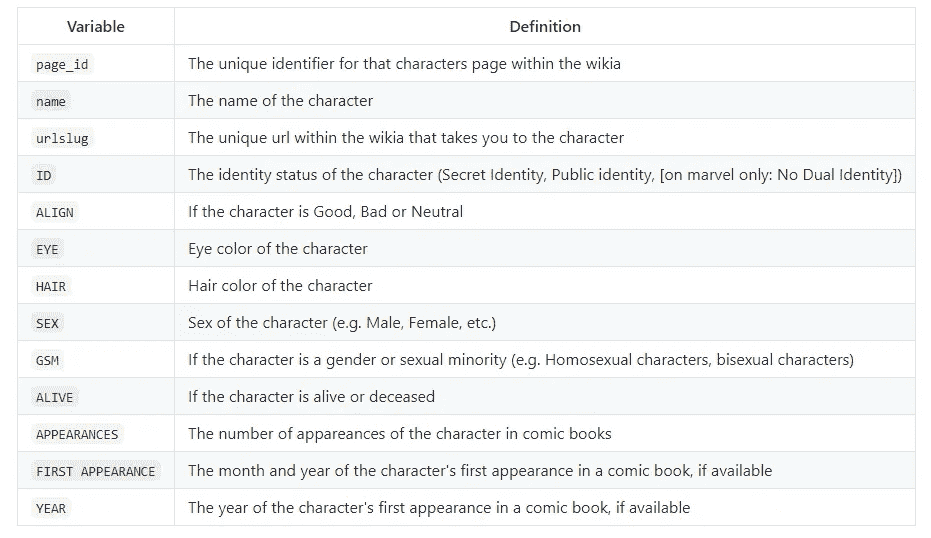 Variable Definition
page_id The unique identifier for that characters page within the wikia
name The name of the character
urlslug The unique url within the wikia that takes you to the character
ID The identity status of the character (Secret Identity, Public identity, [on marvel only: No Dual Identity])
ALIGN If the character is Good, Bad or Neutral
EYE Eye color of the character
HAIR Hair color of the character
SEX Sex of the character (e.g. Male, Female, etc.)
GSM If the character is a gender or sexual minority (e.g. Homosexual characters, bisexual characters)
ALIVE If the character is alive or deceased
APPEARANCES The number of appareances of the character in comic books
FIRST APPEARANCE The month and year of the character's first appearance in a comic book, if available
YEAR The year of the character's first appearance in a comic book, if available